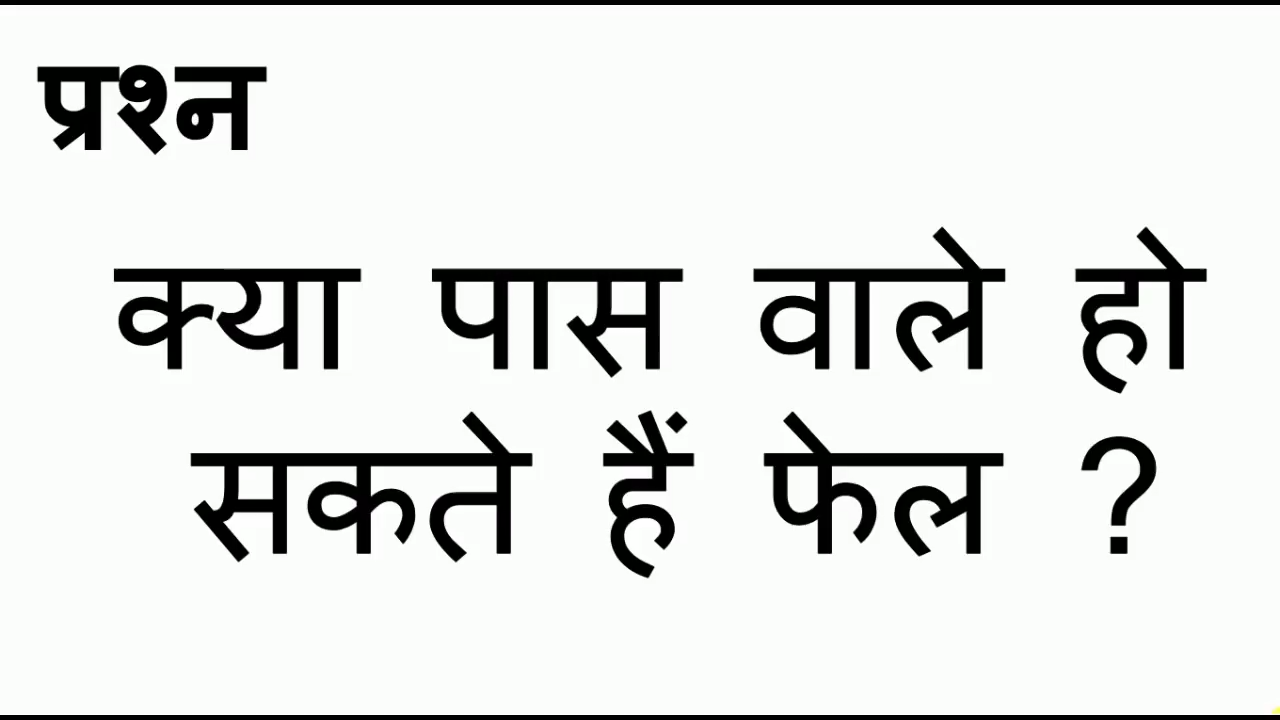 प्रश्न
क्या पास वाले हो
सकते हैं फेल ?